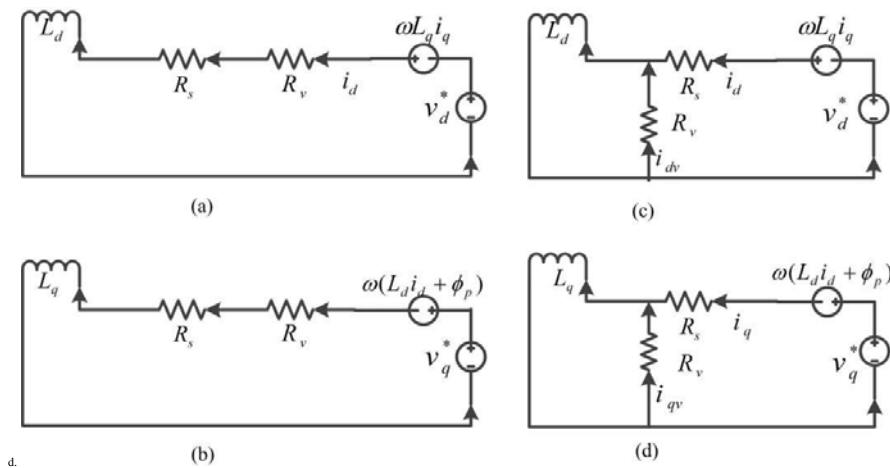 L_d
R_s
R_v
i_d
ωL_q i_q
v_d^*
+
-
(a)
L_d
R_s
i_d
R_v
i_dv
ωL_q i_q
v_d^*
+
-
(c)
L_q
R_s
R_v
ω(L_d i_d + ϕ_p)
v_q^*
+
-
(b)
L_q
R_s
i_q
R_v
i_qv
ω(L_d i_d + ϕ_p)
v_q^*
+
-
(d)
d.